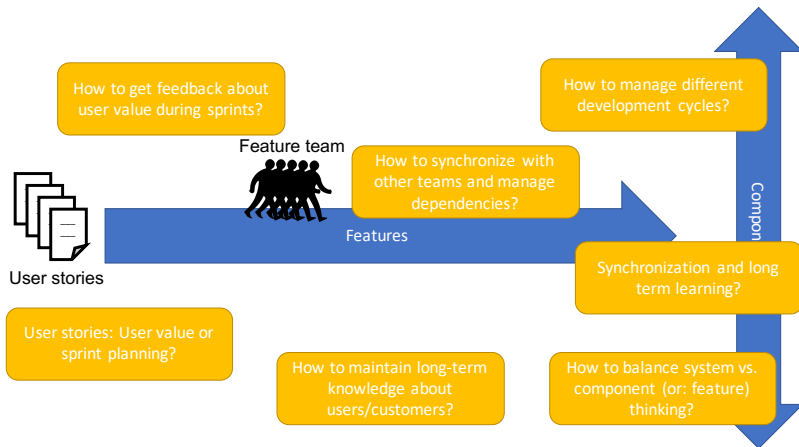 How to get feedback about
user value during sprints?
How to manage different
development cycles?
Feature team
How to synchronize with
other teams and manage
dependencies?
Features
User stories
Synchronization and long
term learning?
User stories: User value or
sprint planning?
How to maintain long-term
knowledge about
users/customers?
How to balance system vs.
component (or: feature)
thinking?